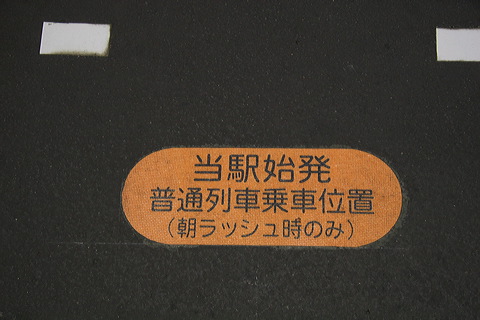 当駅始発
普通列車乗車位置
(朝ラッシュ時のみ)